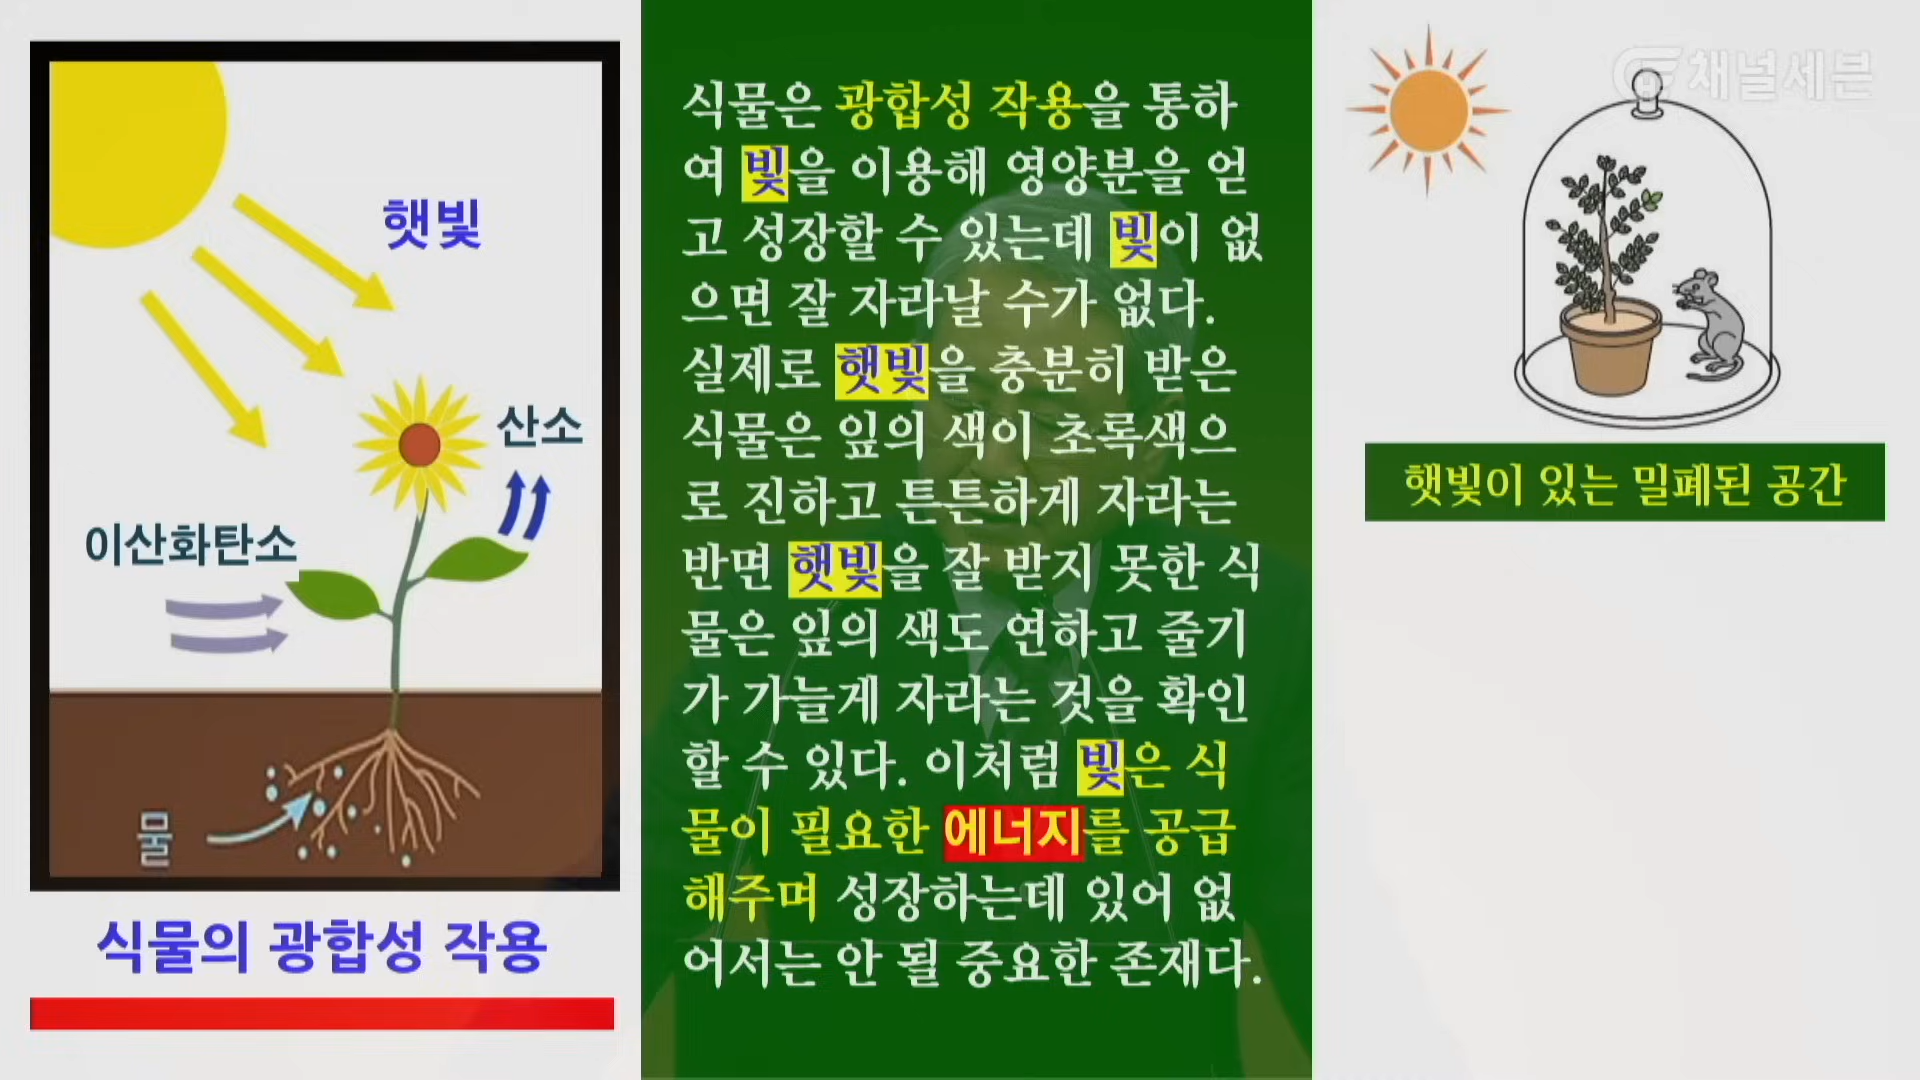 햇빛
산소
이산화탄소
물
식물의 광합성 작용
식물은 광합성 작용을 통하
여 빛을 이용해 영양분을 얻
고 성장할 수 있는데 빛이 없
으면 잘 자라날 수가 없다.
실제로 햇빛을 충분히 받은
식물은 잎의 색이 초록색으
로 진하고 튼튼하게 자라는
반면 햇빛을 잘 받지 못한 식
물은 잎의 색도 연하고 줄기
가 가늘게 자라는 것을 확인
할 수 있다. 이처럼 빛은 식
물이 필요한 에너지를 공급
해주며 성장하는데 있어 없
어서는 안 될 중요한 존재다.
채널세븐
햇빛이 있는 밀폐된 공간